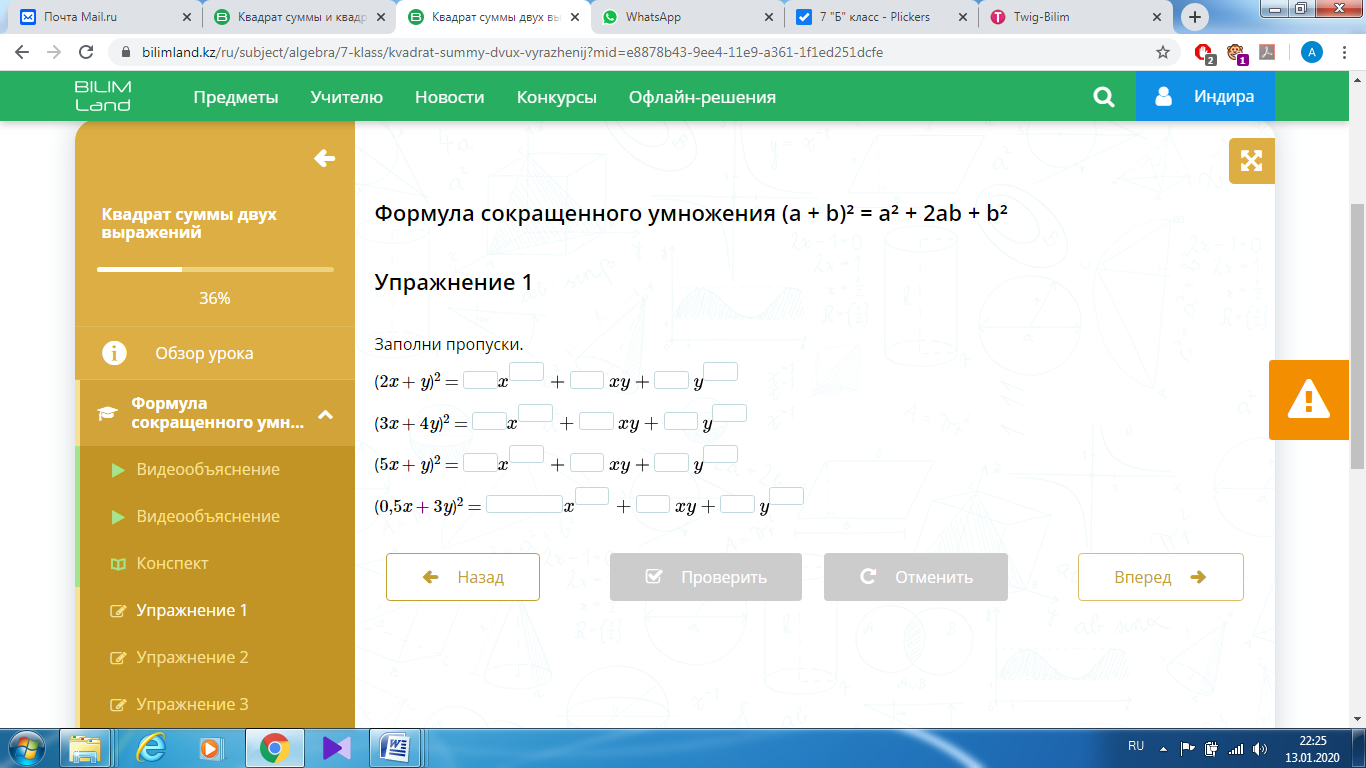 Почта Mail.ru
Квадрат суммы и квадр
Квадрат суммы двух вы
WhatsApp
7 "Б" класс - Plickers
Twig-Bilim
bilimland.kz/ru/subject/algebra/7-klass/kvadrat-summy-dvux-vyrazhenij?mid=e8878b43-9ee4-11e9-a361-1f1ed251dcfe
2
1
A
BILIM Land
Предметы
Учителю
Новости
Конкурсы
Офлайн-решения
Индира
Квадрат суммы двух
выражений
36%
Обзор урока
Формула
сокращенного умн...
Видеообъяснение
Видеообъяснение
Конспект
Упражнение 1
Упражнение 2
Упражнение 3
Формула сокращенного умножения (a + b)² = a² + 2ab + b²
Упражнение 1
Заполни пропуски.
(2x + y)² = x + xy + y
(3x + 4y)² = x + xy + y
(5x + y)² = x + xy + y
(0,5x + 3y)² = x + xy + y
Назад
Проверить
Отменить
Вперед
RU
22:25
13.01.2020